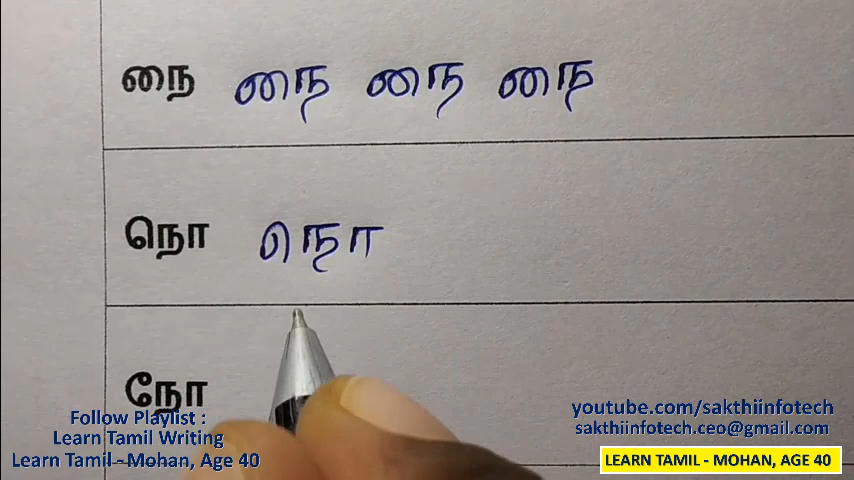 நை நை நை நை
நொ நொ
நோ
Follow Playlist :
Learn Tamil Writing
Learn Tamil - Mohan, Age 40
youtube.com/sakthiinfotech
sakthiinfotech.ceo@gmail.com
LEARN TAMIL - MOHAN, AGE 40